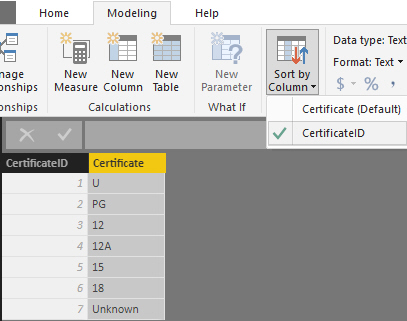 Home Modeling Help
nage New New New New Sort by Data type: Text
ionships Measure Column Table Parameter Column Format: Text
$ % ,
ionships Calculations What If
Certificate (Default)
CertificateID
CertificateID Certificate
1 U
2 PG
3 12
4 12A
5 15
6 18
7 Unknown